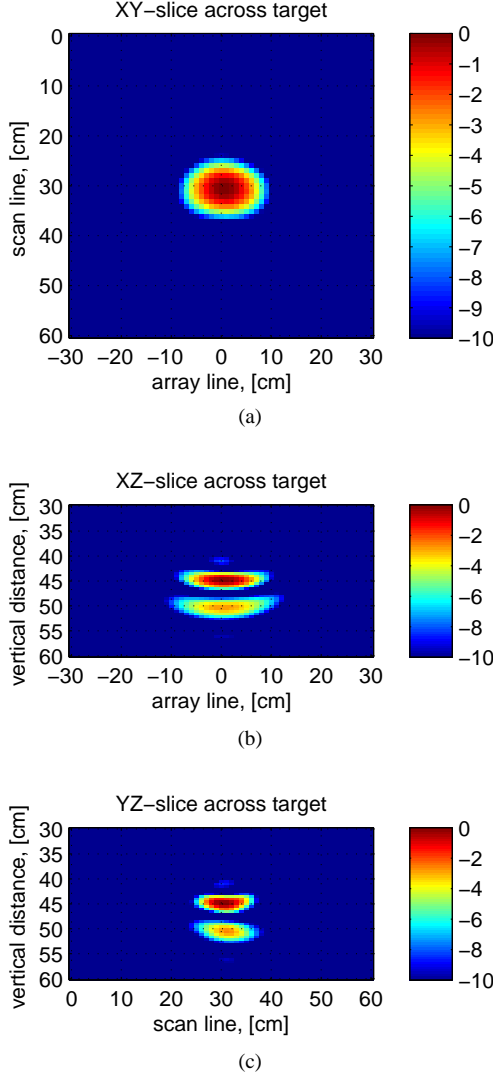 XY−slice across target
scan line, [cm]
0
10
20
30
40
50
60
−30 −20 −10 0 10 20 30
array line, [cm]
0
−1
−2
−3
−4
−5
−6
−7
−8
−9
−10
(a)
XZ−slice across target
vertical distance, [cm]
30
35
40
45
50
55
60
−30 −20 −10 0 10 20 30
array line, [cm]
0
−2
−4
−6
−8
−10
(b)
YZ−slice across target
vertical distance, [cm]
30
35
40
45
50
55
60
0 10 20 30 40 50 60
scan line, [cm]
0
−2
−4
−6
−8
−10
(c)